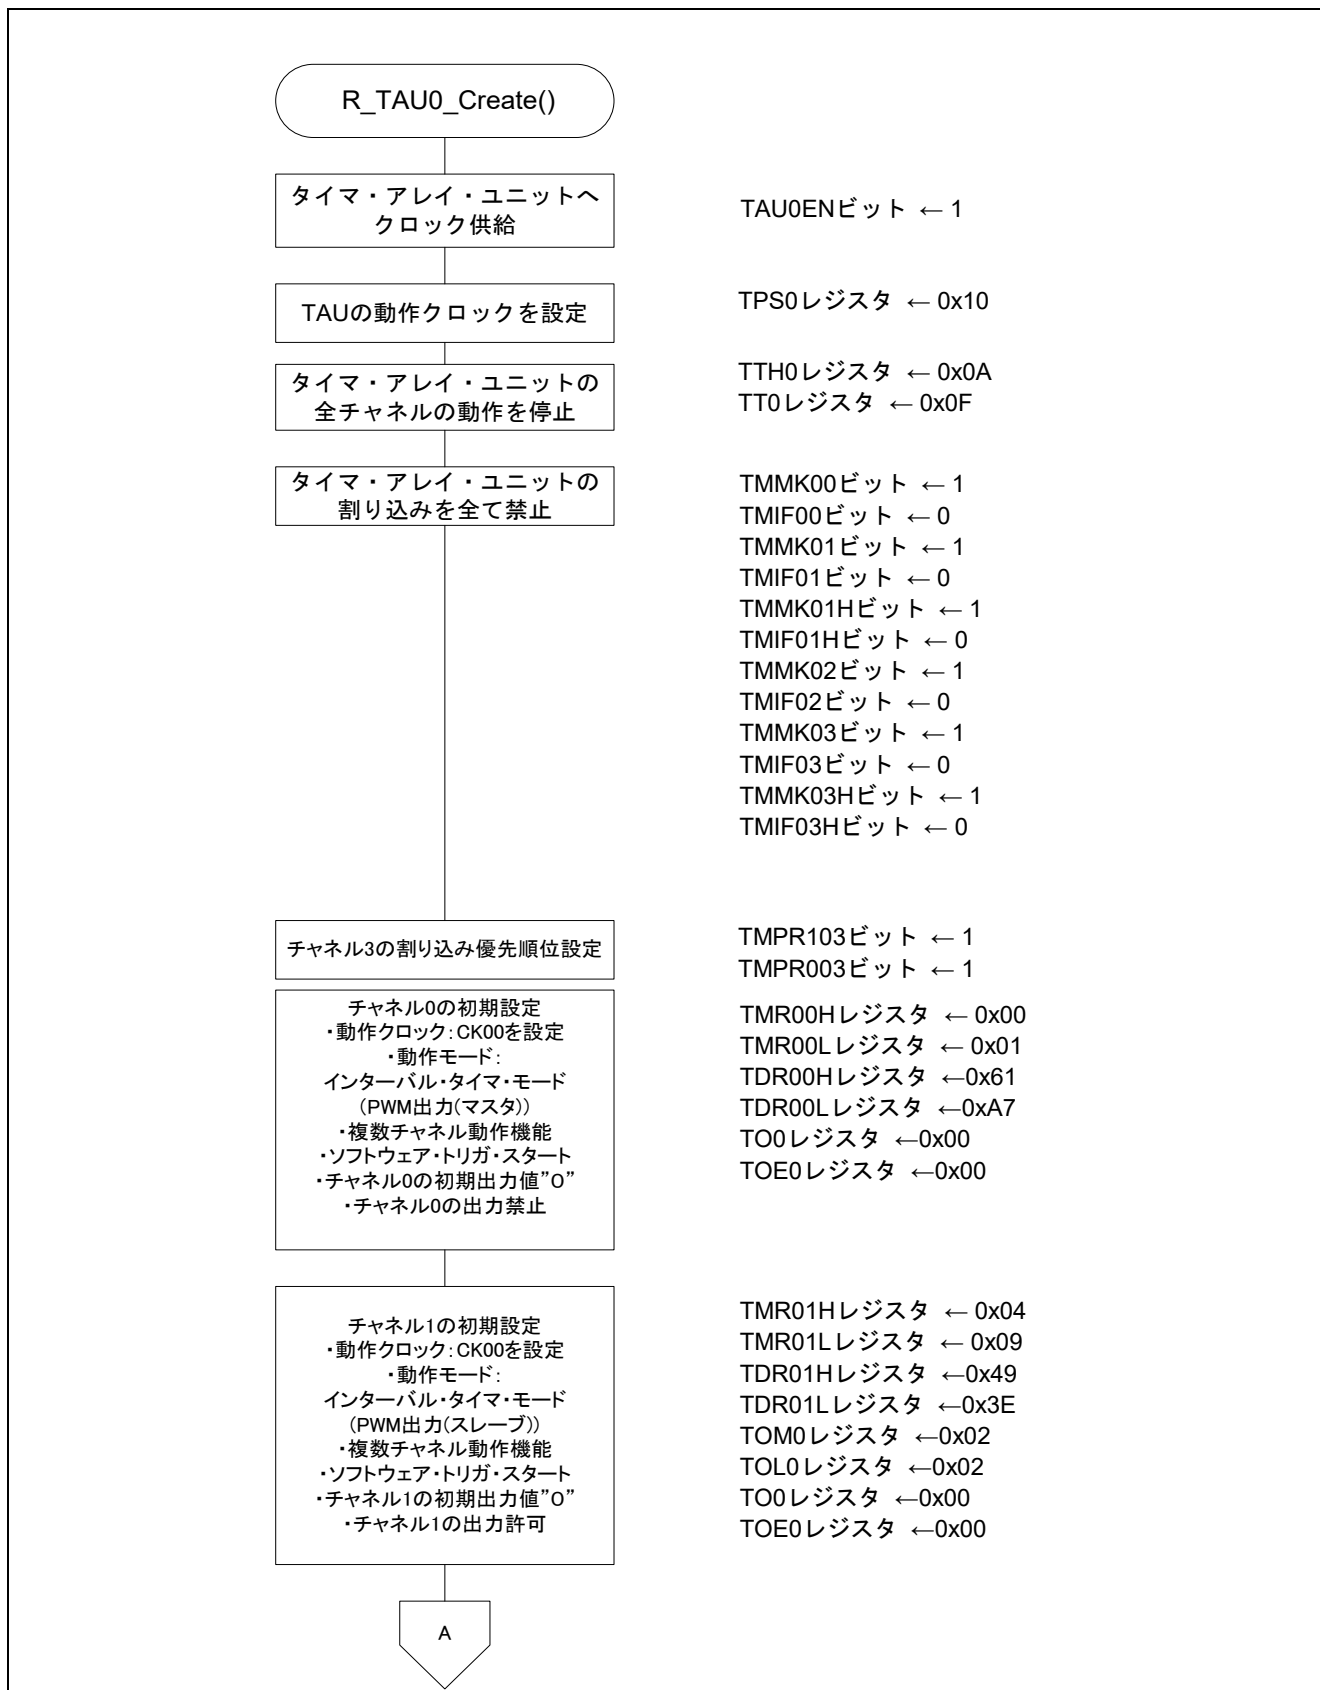 R_TAU0_Create()
タイマ・アレイ・ユニットへ
クロック供給
TAU0ENビット ← 1
TAUの動作クロックを設定
TPS0レジスタ ← 0x10
タイマ・アレイ・ユニットの
全チャネルの動作を停止
TTH0レジスタ ← 0x0A
TT0レジスタ ← 0x0F
タイマ・アレイ・ユニットの
割り込みを全て禁止
TMMK00ビット ← 1
TMIF00ビット ← 0
TMMK01ビット ← 1
TMIF01ビット ← 0
TMMK01Hビット ← 1
TMIF01Hビット ← 0
TMMK02ビット ← 1
TMIF02ビット ← 0
TMMK03ビット ← 1
TMIF03ビット ← 0
TMMK03Hビット ← 1
TMIF03Hビット ← 0
チャネル3の割り込み優先順位設定
TMPR103ビット ← 1
TMPR003ビット ← 1
チャネル0の初期設定
・動作クロック：CK00を設定
・動作モード：
インターバル・タイマ・モード
(PWM出力(マスタ))
・複数チャネル動作機能
・ソフトウェア・トリガ・スタート
・チャネル0の初期出力値”0”
・チャネル0の出力禁止
TMR00Hレジスタ ← 0x00
TMR00Lレジスタ ← 0x01
TDR00Hレジスタ ←0x61
TDR00Lレジスタ ←0xA7
TO0レジスタ ←0x00
TOE0レジスタ ←0x00
チャネル1の初期設定
・動作クロック：CK00を設定
・動作モード：
インターバル・タイマ・モード
(PWM出力(スレーブ))
・複数チャネル動作機能
・ソフトウェア・トリガ・スタート
・チャネル1の初期出力値”0”
・チャネル1の出力許可
TMR01Hレジスタ ← 0x04
TMR01Lレジスタ ← 0x09
TDR01Hレジスタ ←0x49
TDR01Lレジスタ ←0x3E
TOM0レジスタ ←0x02
TOL0レジスタ ←0x02
TO0レジスタ ←0x00
TOE0レジスタ ←0x00
A